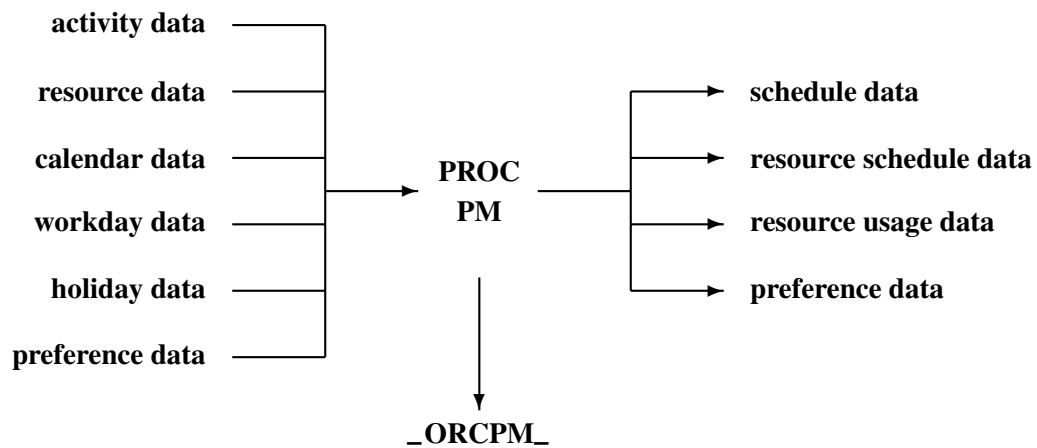 activity data
resource data
calendar data
workday data
holiday data
preference data
PROC
PM
schedule data
resource schedule data
resource usage data
preference data
_ORCPM_